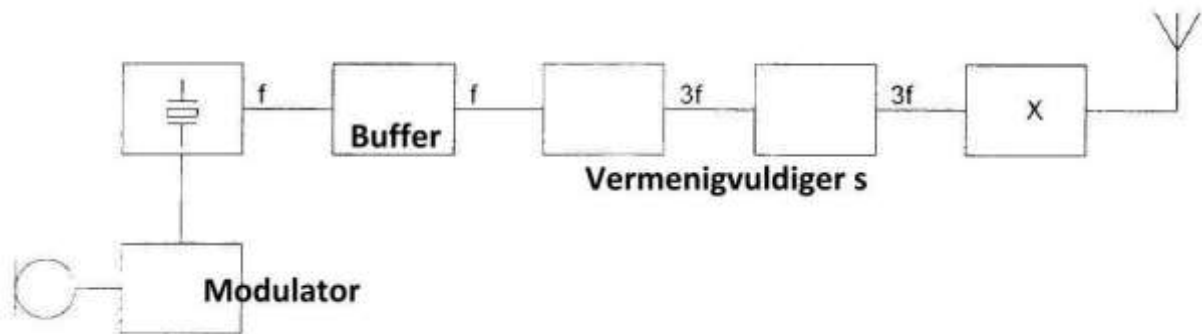 f
f
3f
3f
X
Buffer
Vermenigvuldiger s
Modulator